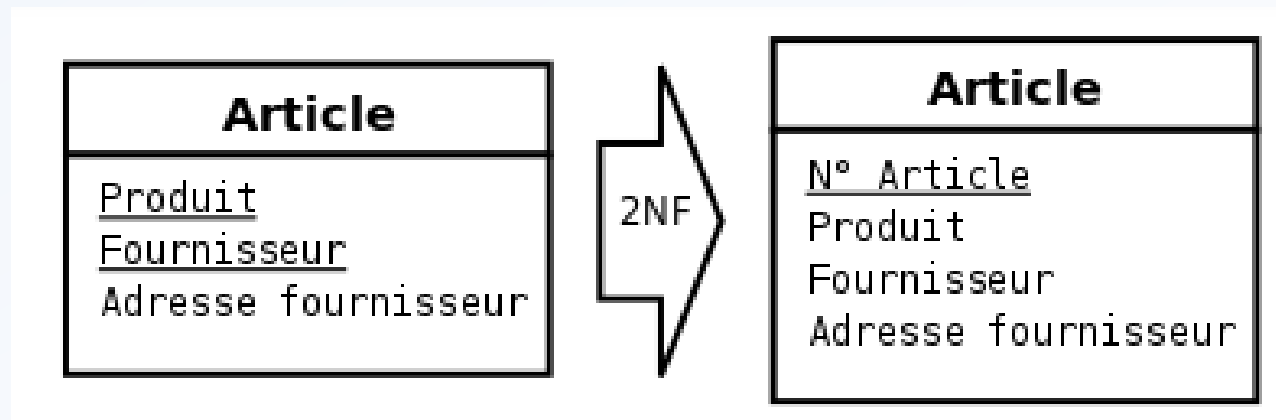 Article
Produit
Fournisseur
Adresse fournisseur
2NF
Article
N° Article
Produit
Fournisseur
Adresse fournisseur